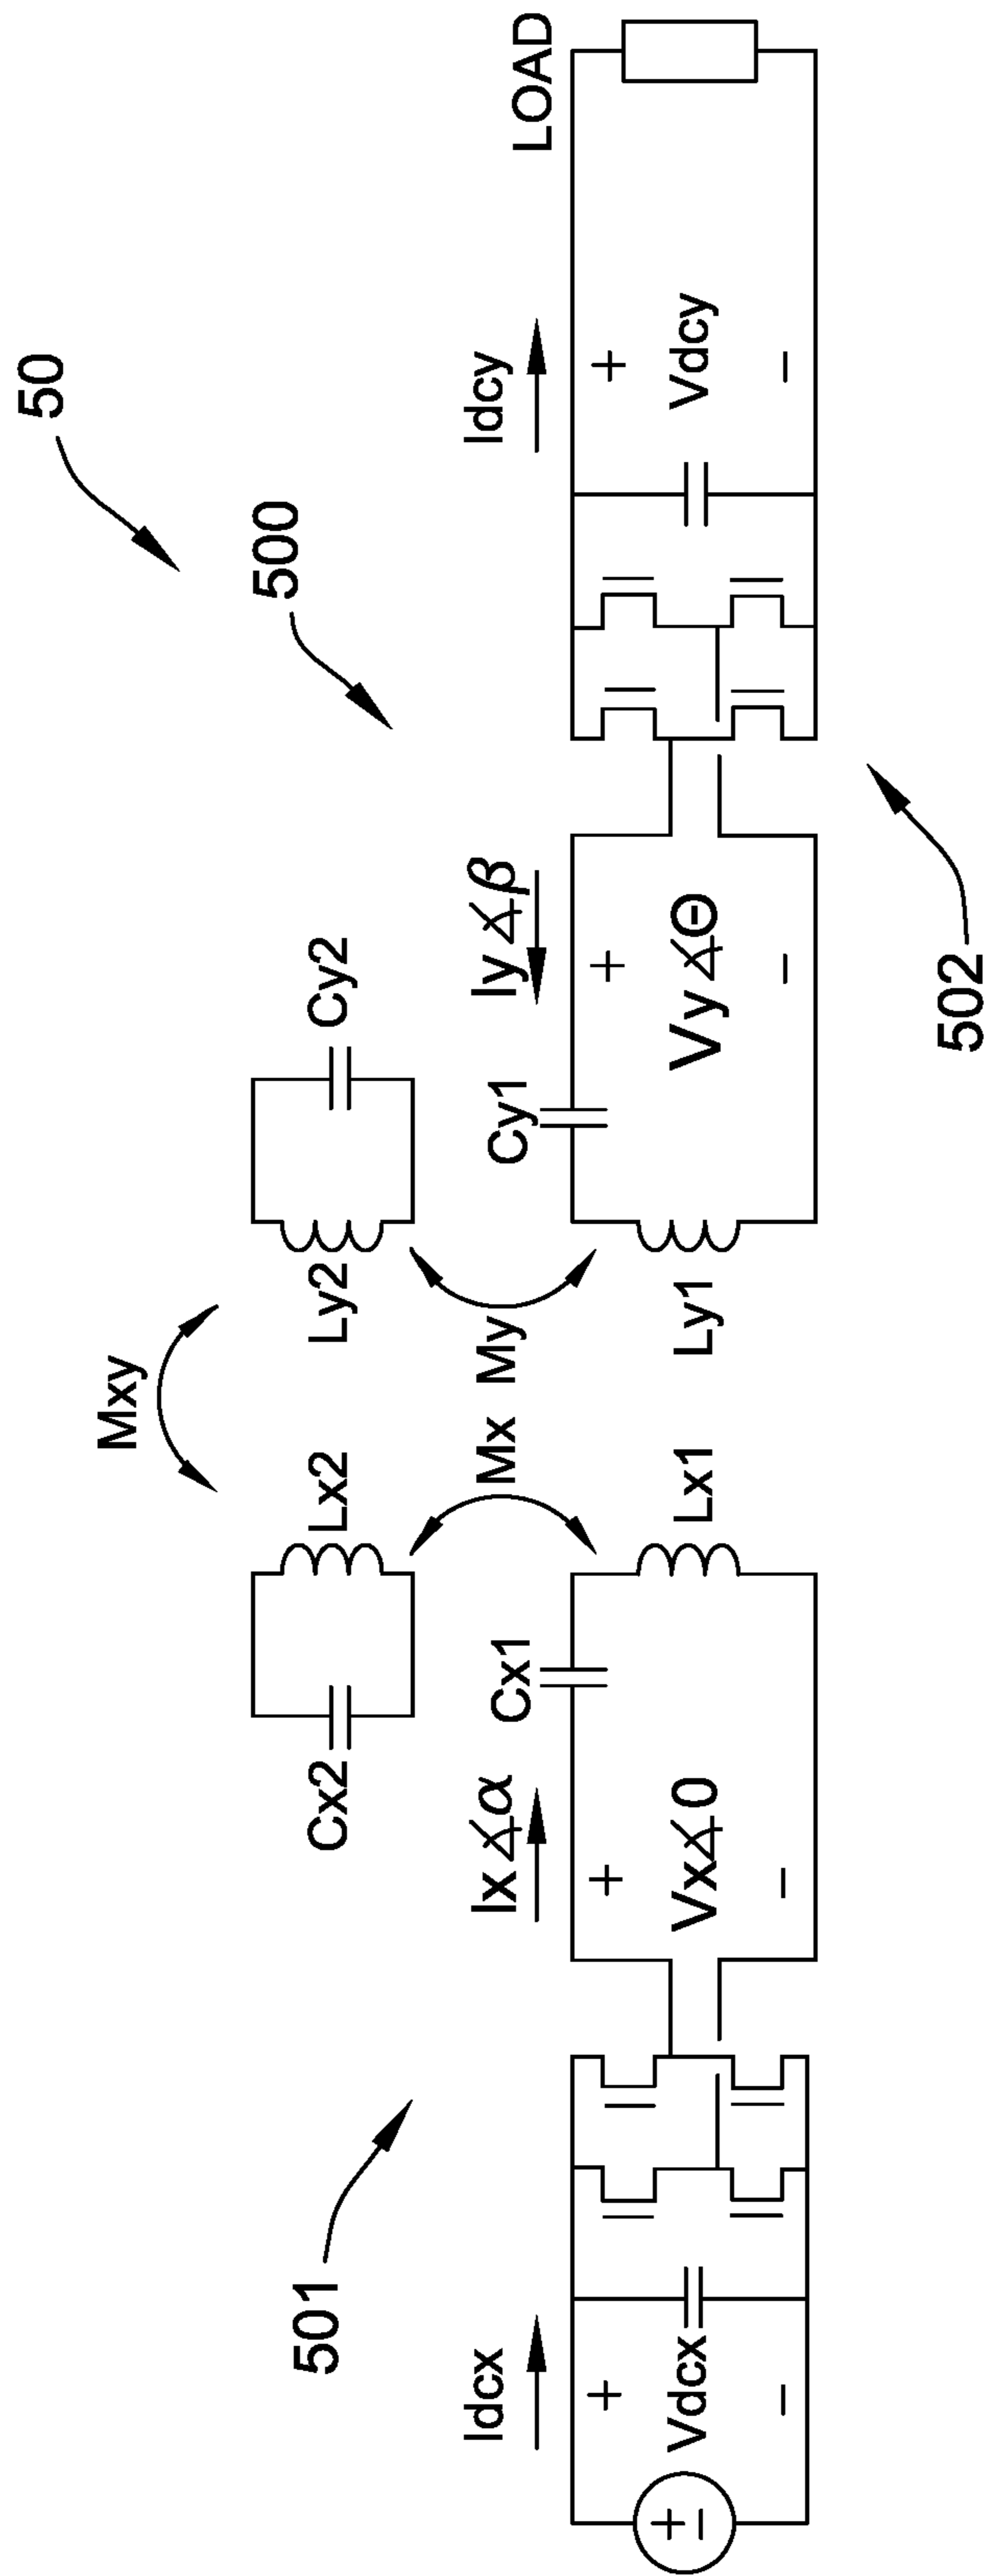 50
500
Mxy
Cx2
Lx2
Ly2
Cy2
501
Idcx
Ix∡α
Cx1
Mx
My
Cy1
Iy∡β
Idcy
LOAD
+
+
+
+
±
Vdcx
Vx∡0
Lx1
Ly1
Vy∡Θ
Vdcy
−
−
−
−
502